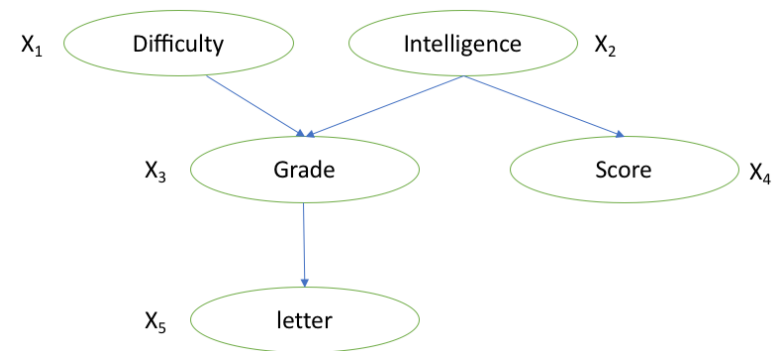 X₁ Difficulty Intelligence X₂
X₃ Grade Score X₄
X₅ letter